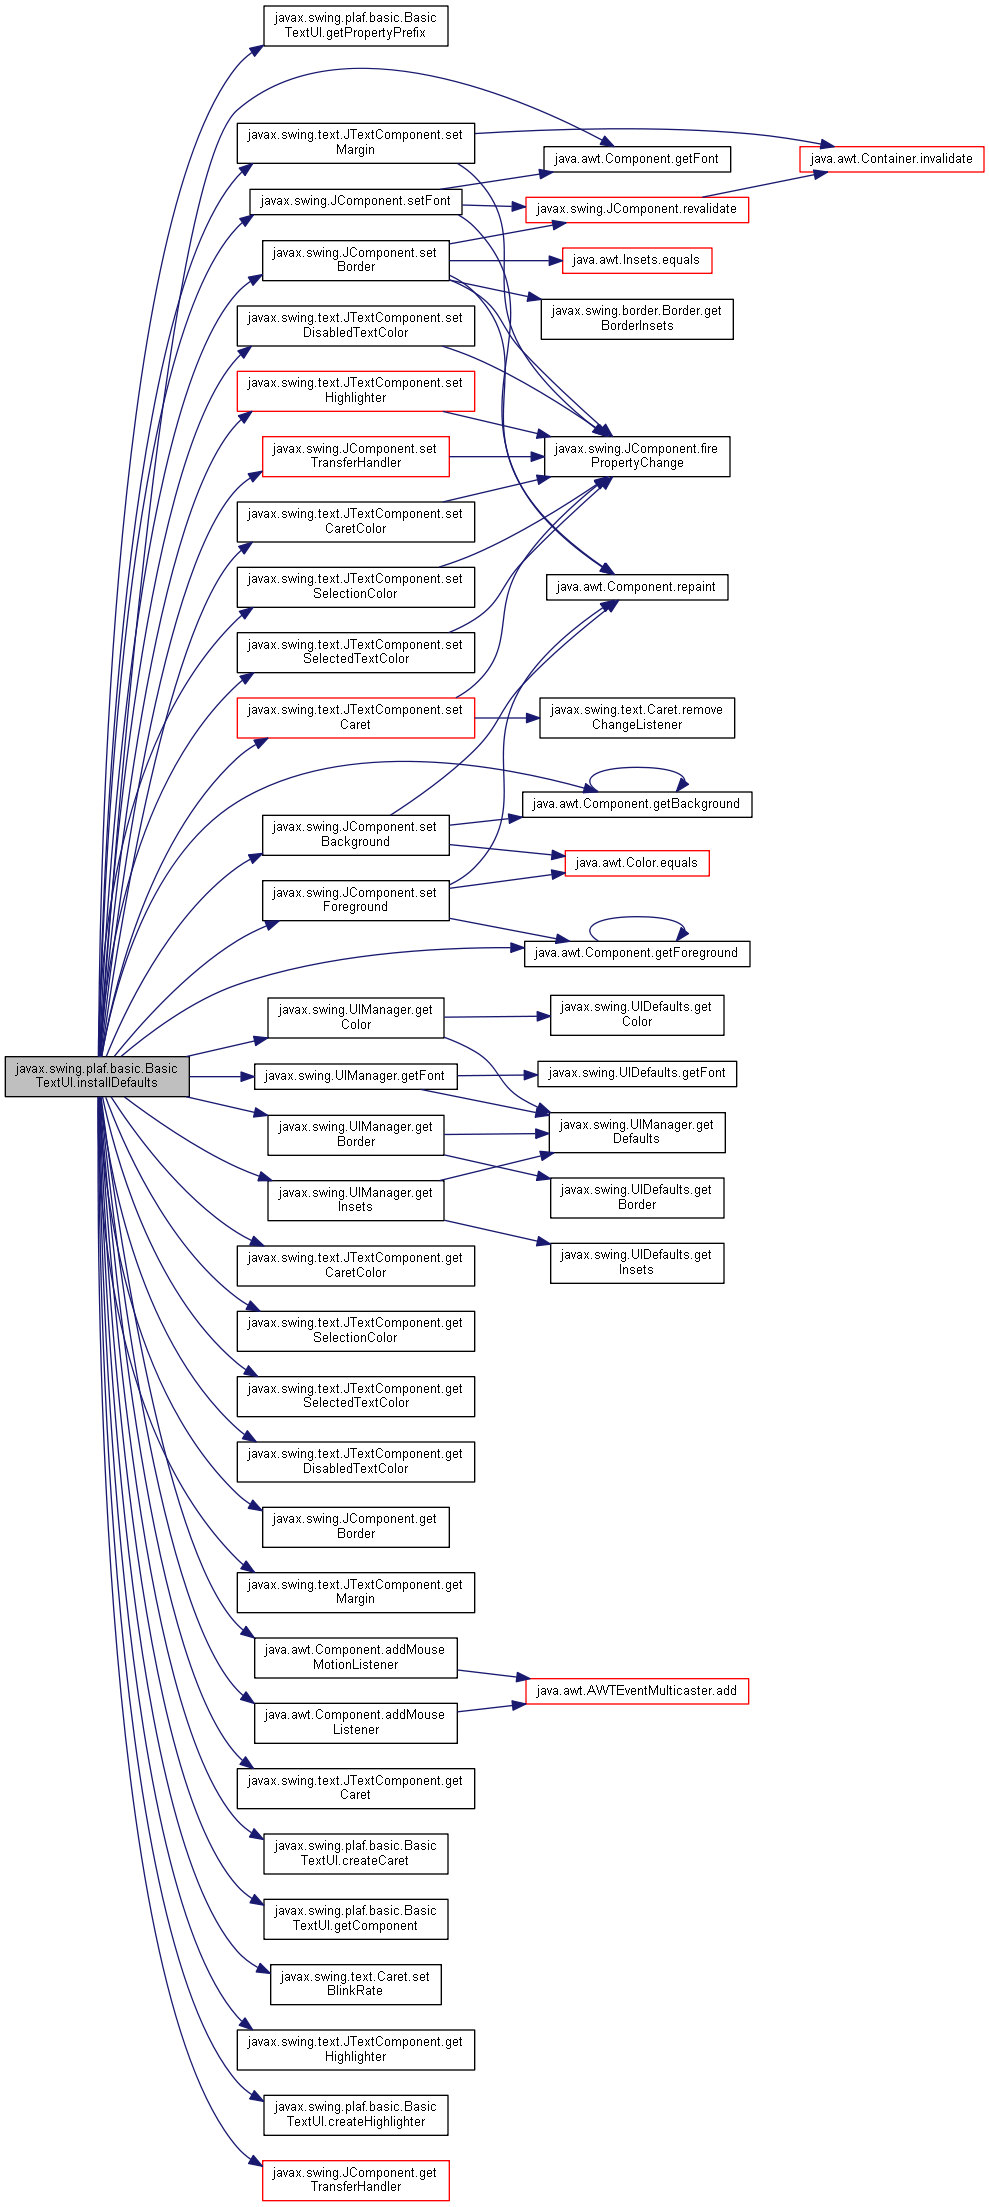 javax.swing.plaf.basic.Basic
TextUI.getPropertyPrefix
javax.swing.text.JTextComponent.set
Margin
java.awt.Component.getFont
java.awt.Container.invalidate
javax.swing.JComponent.setFont
javax.swing.JComponent.revalidate
javax.swing.JComponent.set
Border
java.awt.Insets.equals
javax.swing.border.Border.get
BorderInsets
javax.swing.text.JTextComponent.set
DisabledTextColor
javax.swing.text.JTextComponent.set
Highlighter
javax.swing.JComponent.set
TransferHandler
javax.swing.JComponent.fire
PropertyChange
javax.swing.text.JTextComponent.set
CaretColor
javax.swing.text.JTextComponent.set
SelectionColor
java.awt.Component.repaint
javax.swing.text.JTextComponent.set
SelectedTextColor
javax.swing.text.JTextComponent.set
Caret
javax.swing.text.Caret.remove
ChangeListener
java.awt.Component.getBackground
javax.swing.JComponent.set
Background
java.awt.Color.equals
javax.swing.JComponent.set
Foreground
java.awt.Component.getForeground
javax.swing.UIManager.get
Color
javax.swing.UIDefaults.get
Color
javax.swing.plaf.basic.Basic
TextUI.installDefaults
javax.swing.UIManager.getFont
javax.swing.UIDefaults.getFont
javax.swing.UIManager.get
Border
javax.swing.UIManager.get
Defaults
javax.swing.UIManager.get
Insets
javax.swing.UIDefaults.get
Border
javax.swing.text.JTextComponent.get
CaretColor
javax.swing.UIDefaults.get
Insets
javax.swing.text.JTextComponent.get
SelectionColor
javax.swing.text.JTextComponent.get
SelectedTextColor
javax.swing.text.JTextComponent.get
DisabledTextColor
javax.swing.JComponent.get
Border
javax.swing.text.JTextComponent.get
Margin
java.awt.Component.addMouse
MotionListener
java.awt.AWTEventMulticaster.add
java.awt.Component.addMouse
Listener
javax.swing.text.JTextComponent.get
Caret
javax.swing.plaf.basic.Basic
TextUI.createCaret
javax.swing.plaf.basic.Basic
TextUI.getComponent
javax.swing.text.Caret.set
BlinkRate
javax.swing.text.JTextComponent.get
Highlighter
javax.swing.plaf.basic.Basic
TextUI.createHighlighter
javax.swing.JComponent.get
TransferHandler